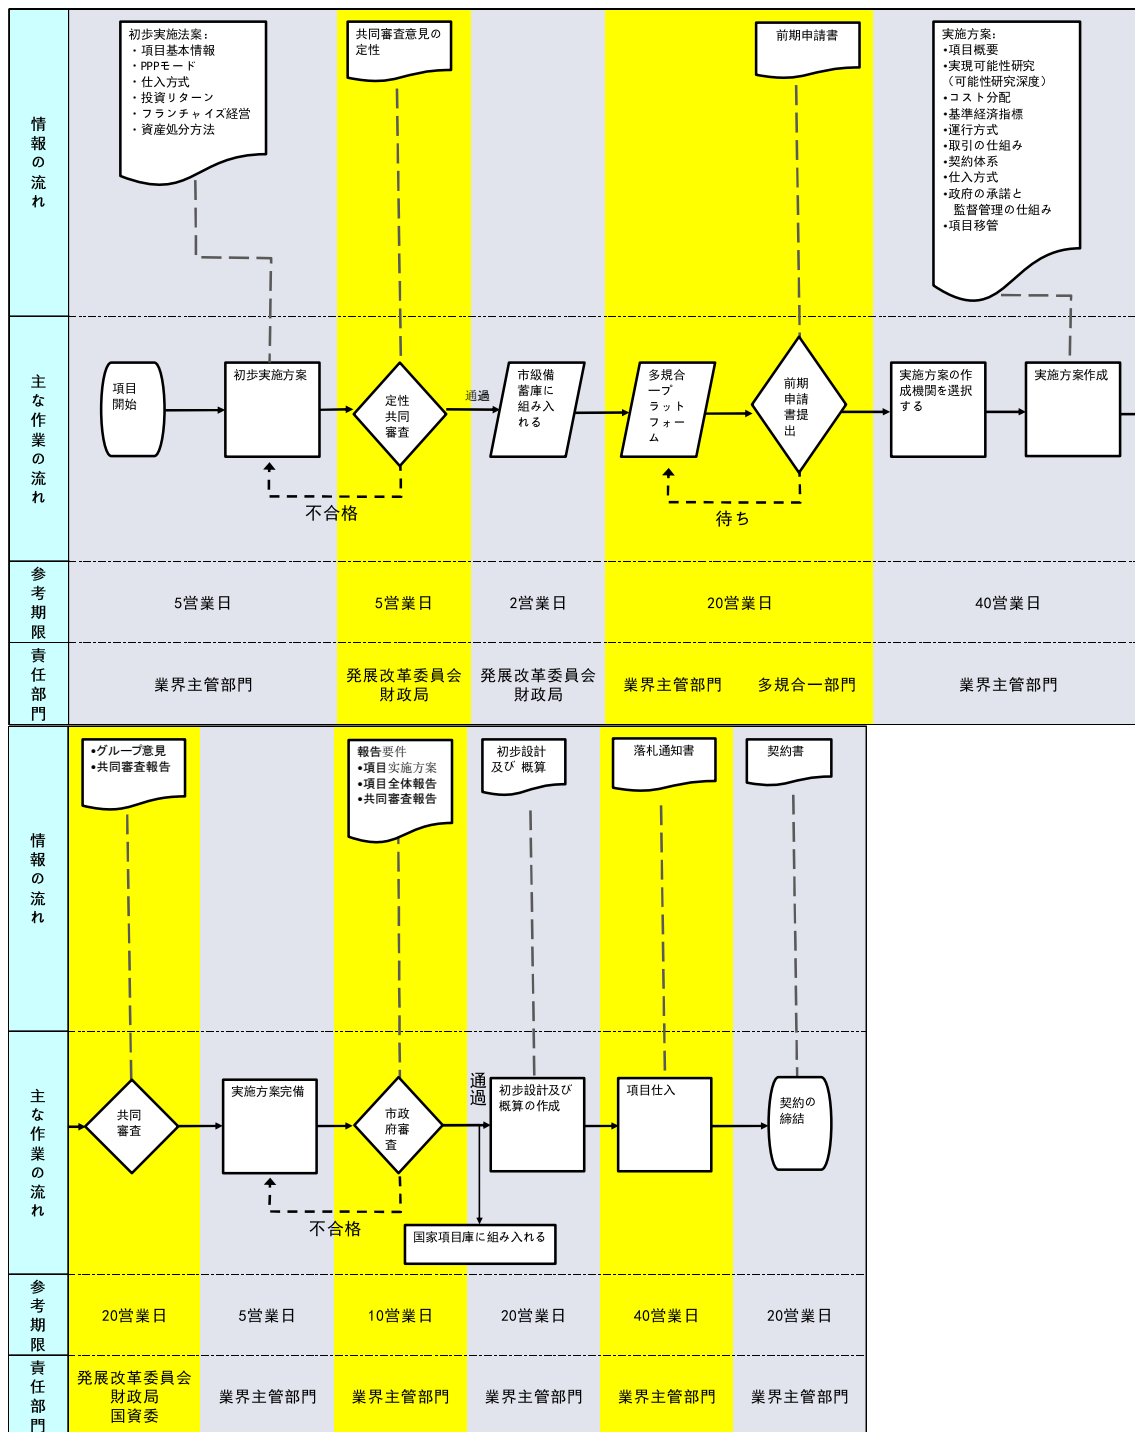 情報の流れ
初歩実施法案：
・項目基本情報
・PPPモード
・仕入方式
・投資リターン
・フランチャイズ経営
・資産処分方法
共同審査意見の
定性
前期申請書
実施方案：
•項目概要
•実現可能性研究
（可能性研究深度）
•コスト分配
•基準経済指標
•運行方式
•取引の仕組み
•契約体系
•仕入方式
•政府の承諾と
監督管理の仕組み
•項目移管
主な作業の流れ
項目
開始
初歩実施方案
定性
共同
審査
通過
市級備
蓄庫に
組み入
れる
多規合
一プ
ラット
フォー
ム
前期
申請
書提
出
実施方案の作
成機関を選択
する
実施方案作成
不合格
待ち
参考期限
5営業日
5営業日
2営業日
20営業日
40営業日
責任部門
業界主管部門
発展改革委員会
財政局
発展改革委員会
財政局
業界主管部門
多規合一部門
業界主管部門
情報の流れ
•グループ意見
•共同審査報告
報告要件
•項目实施方案
•項目全体報告
•共同審査報告
初步設計
及び 概算
落札通知書
契約書
主な作業の流れ
共同
審査
実施方案完備
市政
府審
査
通過
初步設計及び
概算の作成
項目仕入
契約の
締結
不合格
国家項目庫に組み入れる
参考期限
20営業日
5営業日
10営業日
20営業日
40営業日
20営業日
責任部門
発展改革委員会
財政局
国資委
業界主管部門
業界主管部門
業界主管部門
業界主管部門
業界主管部門